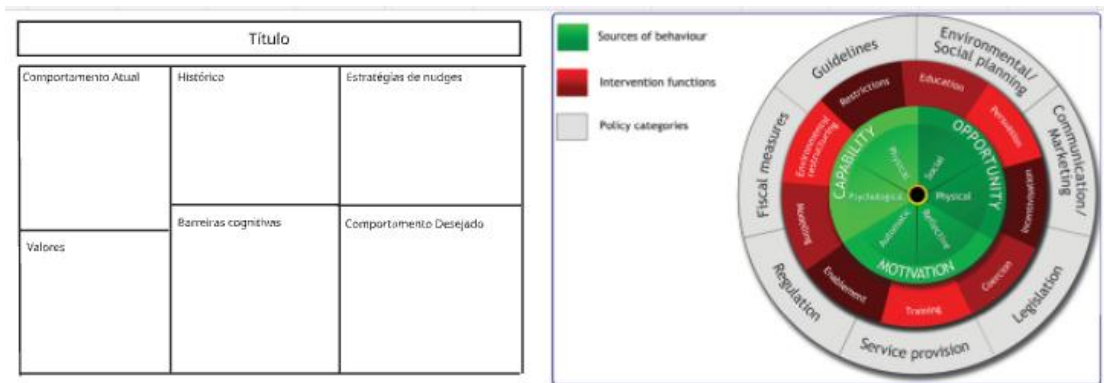 Título
Comportamento Atual
Histórico
Estratégias de nudges
Valores
Barreiras cognitivas
Comportamento Desejado
Sources of behaviour
Intervention functions
Policy categories
Guidelines
Environmental/
Social planning
Communication/
Marketing
Legislation
Service provision
Regulation
Fiscal measures
Restrictions
Education
Persuasion
Incentivisation
Coercion
Training
Enablement
Modelling
Environmental
restructuring
CAPABILITY
Physical
Psychological
OPPORTUNITY
Social
Physical
MOTIVATION
Automatic
Reflective